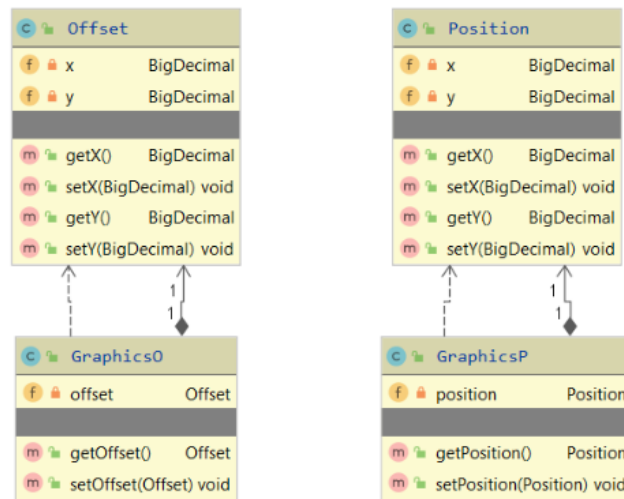 C Offset
f x BigDecimal
f y BigDecimal
m getX() BigDecimal
m setX(BigDecimal) void
m getY() BigDecimal
m setY(BigDecimal) void
1
1
C GraphicsO
f offset Offset
m getOffset() Offset
m setOffset(Offset) void
C Position
f x BigDecimal
f y BigDecimal
m getX() BigDecimal
m setX(BigDecimal) void
m getY() BigDecimal
m setY(BigDecimal) void
1
1
C GraphicsP
f position Position
m getPosition() Position
m setPosition(Position) void